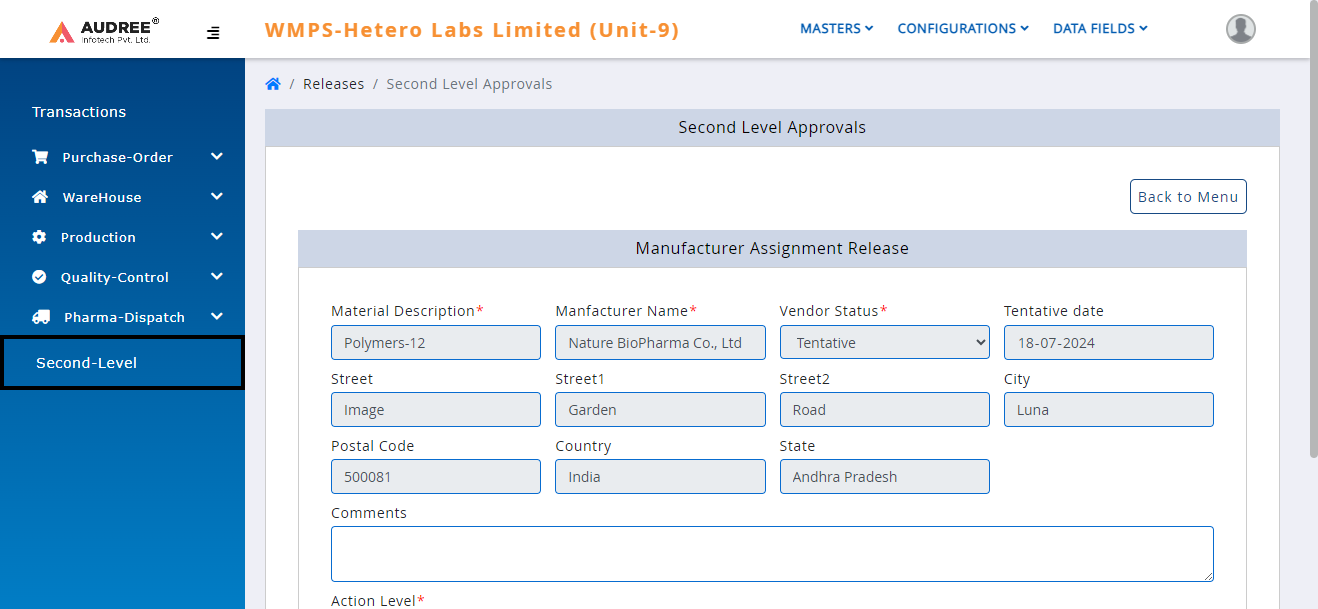 AUDREE®
Infotech Pvt. Ltd.
WMPS-Hetero Labs Limited (Unit-9)
MASTERS CONFIGURATIONS DATA FIELDS
/ Releases / Second Level Approvals
Transactions
Purchase-Order
WareHouse
Production
Quality-Control
Pharma-Dispatch
Second-Level
Second Level Approvals
Back to Menu
Manufacturer Assignment Release
Material Description* Manfacturer Name* Vendor Status* Tentative date
Polymers-12 Nature BioPharma Co., Ltd Tentative 18-07-2024
Street Street1 Street2 City
Image Garden Road Luna
Postal Code Country State
500081 India Andhra Pradesh
Comments
Action Level*